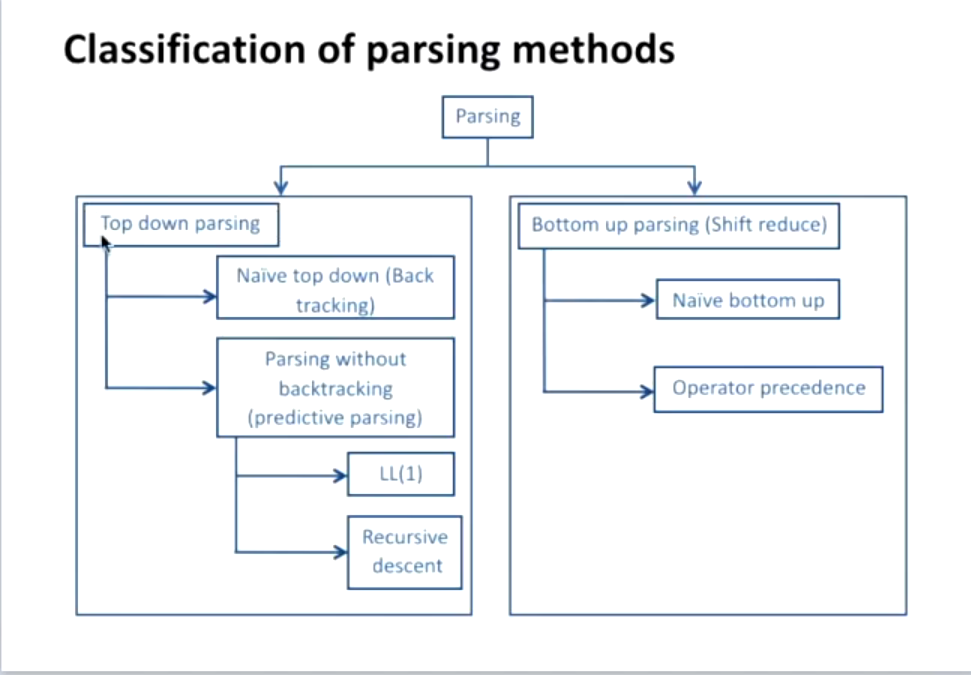 Classification of parsing methods
Parsing
Top down parsing
Naïve top down (Back
tracking)
Parsing without
backtracking
(predictive parsing)
LL(1)
Recursive
descent
Bottom up parsing (Shift reduce)
Naïve bottom up
Operator precedence